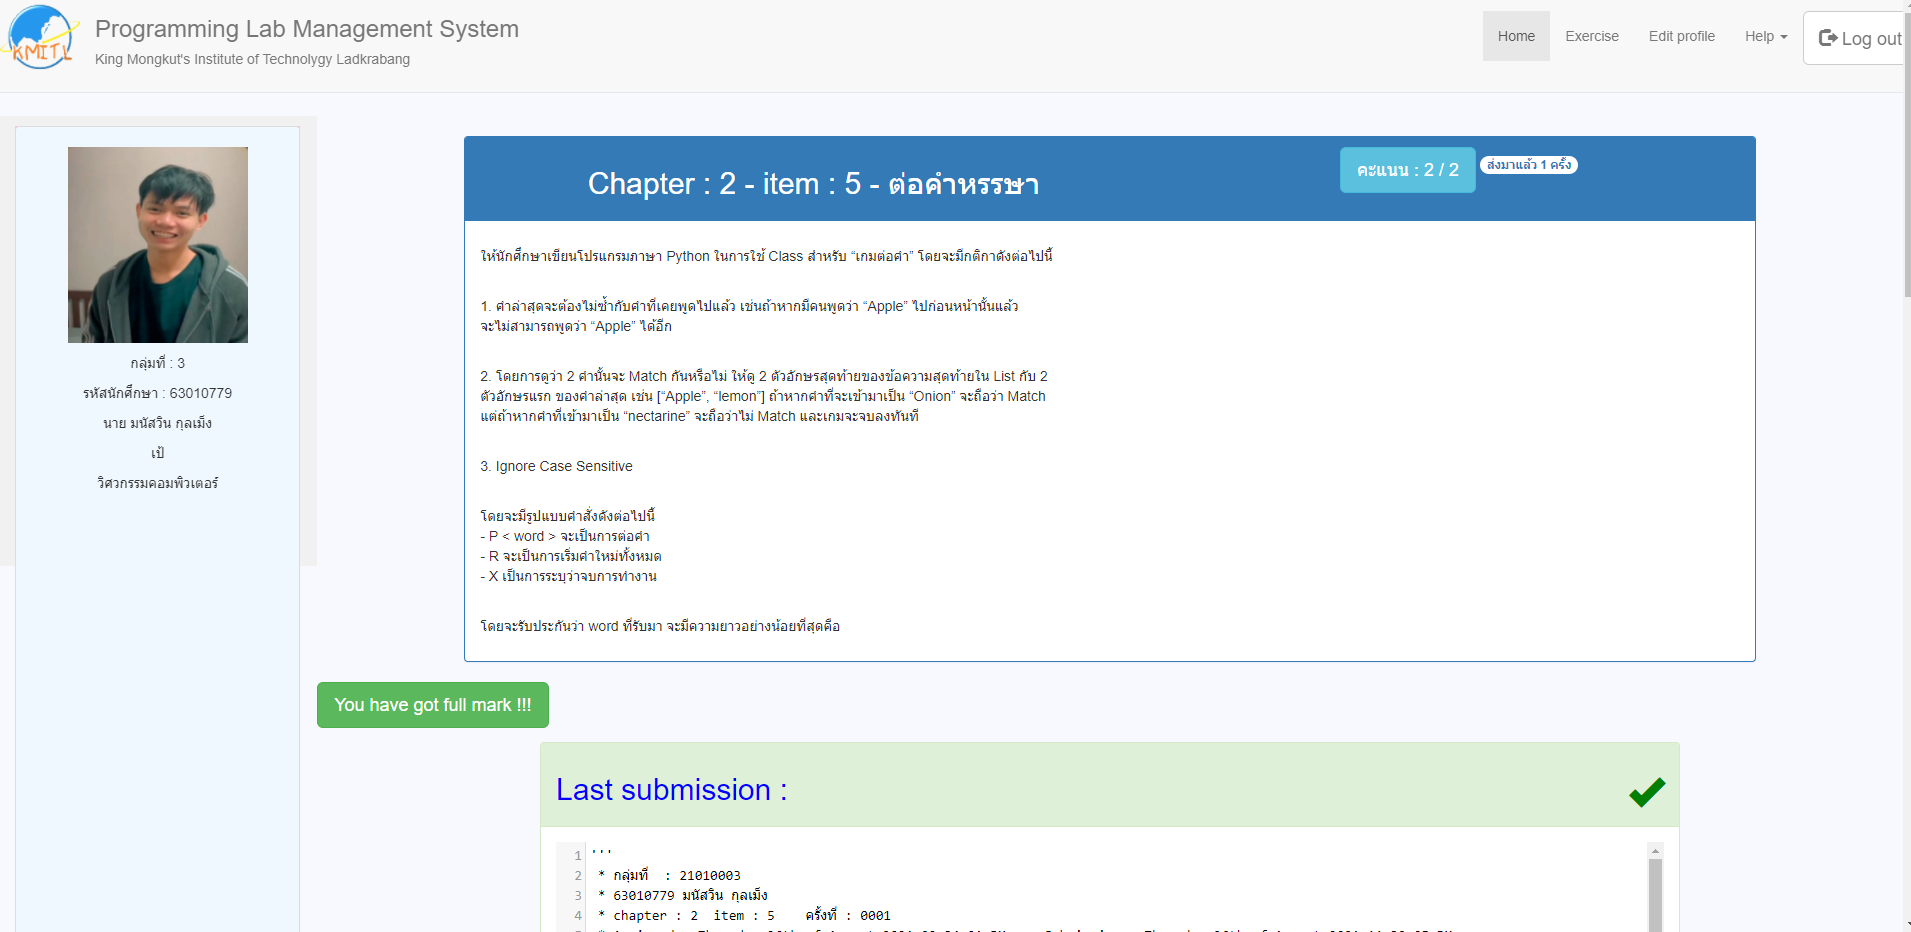 KMITL
Programming Lab Management System
King Mongkut's Institute of Technolygy Ladkrabang
Home
Exercise
Edit profile
Help
Log out
กลุ่มที่ : 3
รหัสนักศึกษา : 63010779
นาย มนัสวิน กุลเม็ง
เป้
วิศวกรรมคอมพิวเตอร์
Chapter : 2 - item : 5 - ต่อคำหรรษา
คะแนน : 2 / 2
ส่งมาแล้ว 1 ครั้ง
ให้นักศึกษาเขียนโปรแกรมภาษา Python ในการใช้ Class สำหรับ “เกมต่อคำ” โดยจะมีกติกาดังต่อไปนี้
1. คำล่าสุดจะต้องไม่ซ้ำกับคำที่เคยพูดไปแล้ว เช่นถ้าหากมีคนพูดว่า “Apple” ไปก่อนหน้านั้นแล้ว
จะไม่สามารถพูดว่า “Apple” ได้อีก
2. โดยการดูว่า 2 คำนั้นจะ Match กันหรือไม่ ให้ดู 2 ตัวอักษรสุดท้ายของข้อความสุดท้ายใน List กับ 2
ตัวอักษรแรก ของคำล่าสุด เช่น [“Apple”, “lemon”] ถ้าหากคำที่จะเข้ามาเป็น “Onion” จะถือว่า Match
แต่ถ้าหากคำที่เข้ามาเป็น “nectarine” จะถือว่าไม่ Match และเกมจะจบลงทันที
3. Ignore Case Sensitive
โดยจะมีรูปแบบคำสั่งดังต่อไปนี้
- P < word > จะเป็นการต่อคำ
- R จะเป็นการเริ่มคำใหม่ทั้งหมด
- X เป็นการระบุว่าจบการทำงาน
โดยจะรับประกันว่า word ที่รับมา จะมีความยาวอย่างน้อยที่สุดคือ
You have got full mark !!!
Last submission :
1 '''
2 * กลุ่มที่ : 21010003
3 * 63010779 มนัสวิน กุลเม็ง
4 * chapter : 2 item : 5 ครั้งที่ : 0001